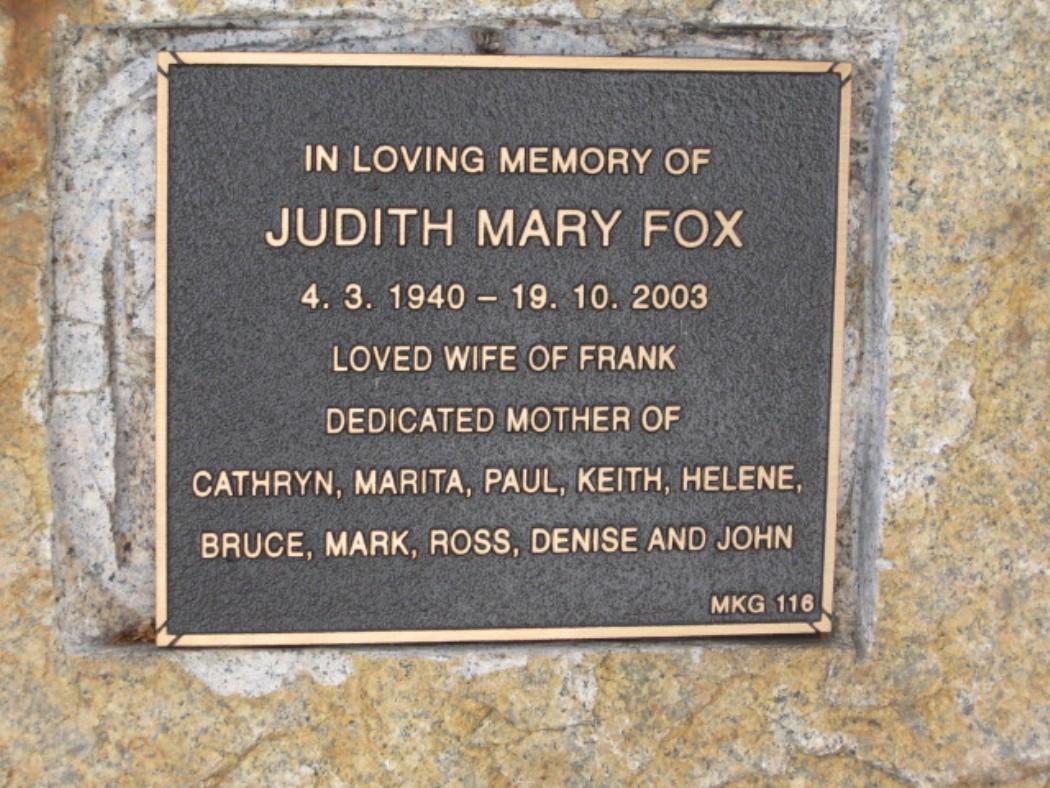 IN LOVING MEMORY OF
JUDITH MARY FOX
4. 3. 1940 – 19. 10. 2003
LOVED WIFE OF FRANK
DEDICATED MOTHER OF
CATHRYN, MARITA, PAUL, KEITH, HELENE,
BRUCE, MARK, ROSS, DENISE AND JOHN
MKG 116